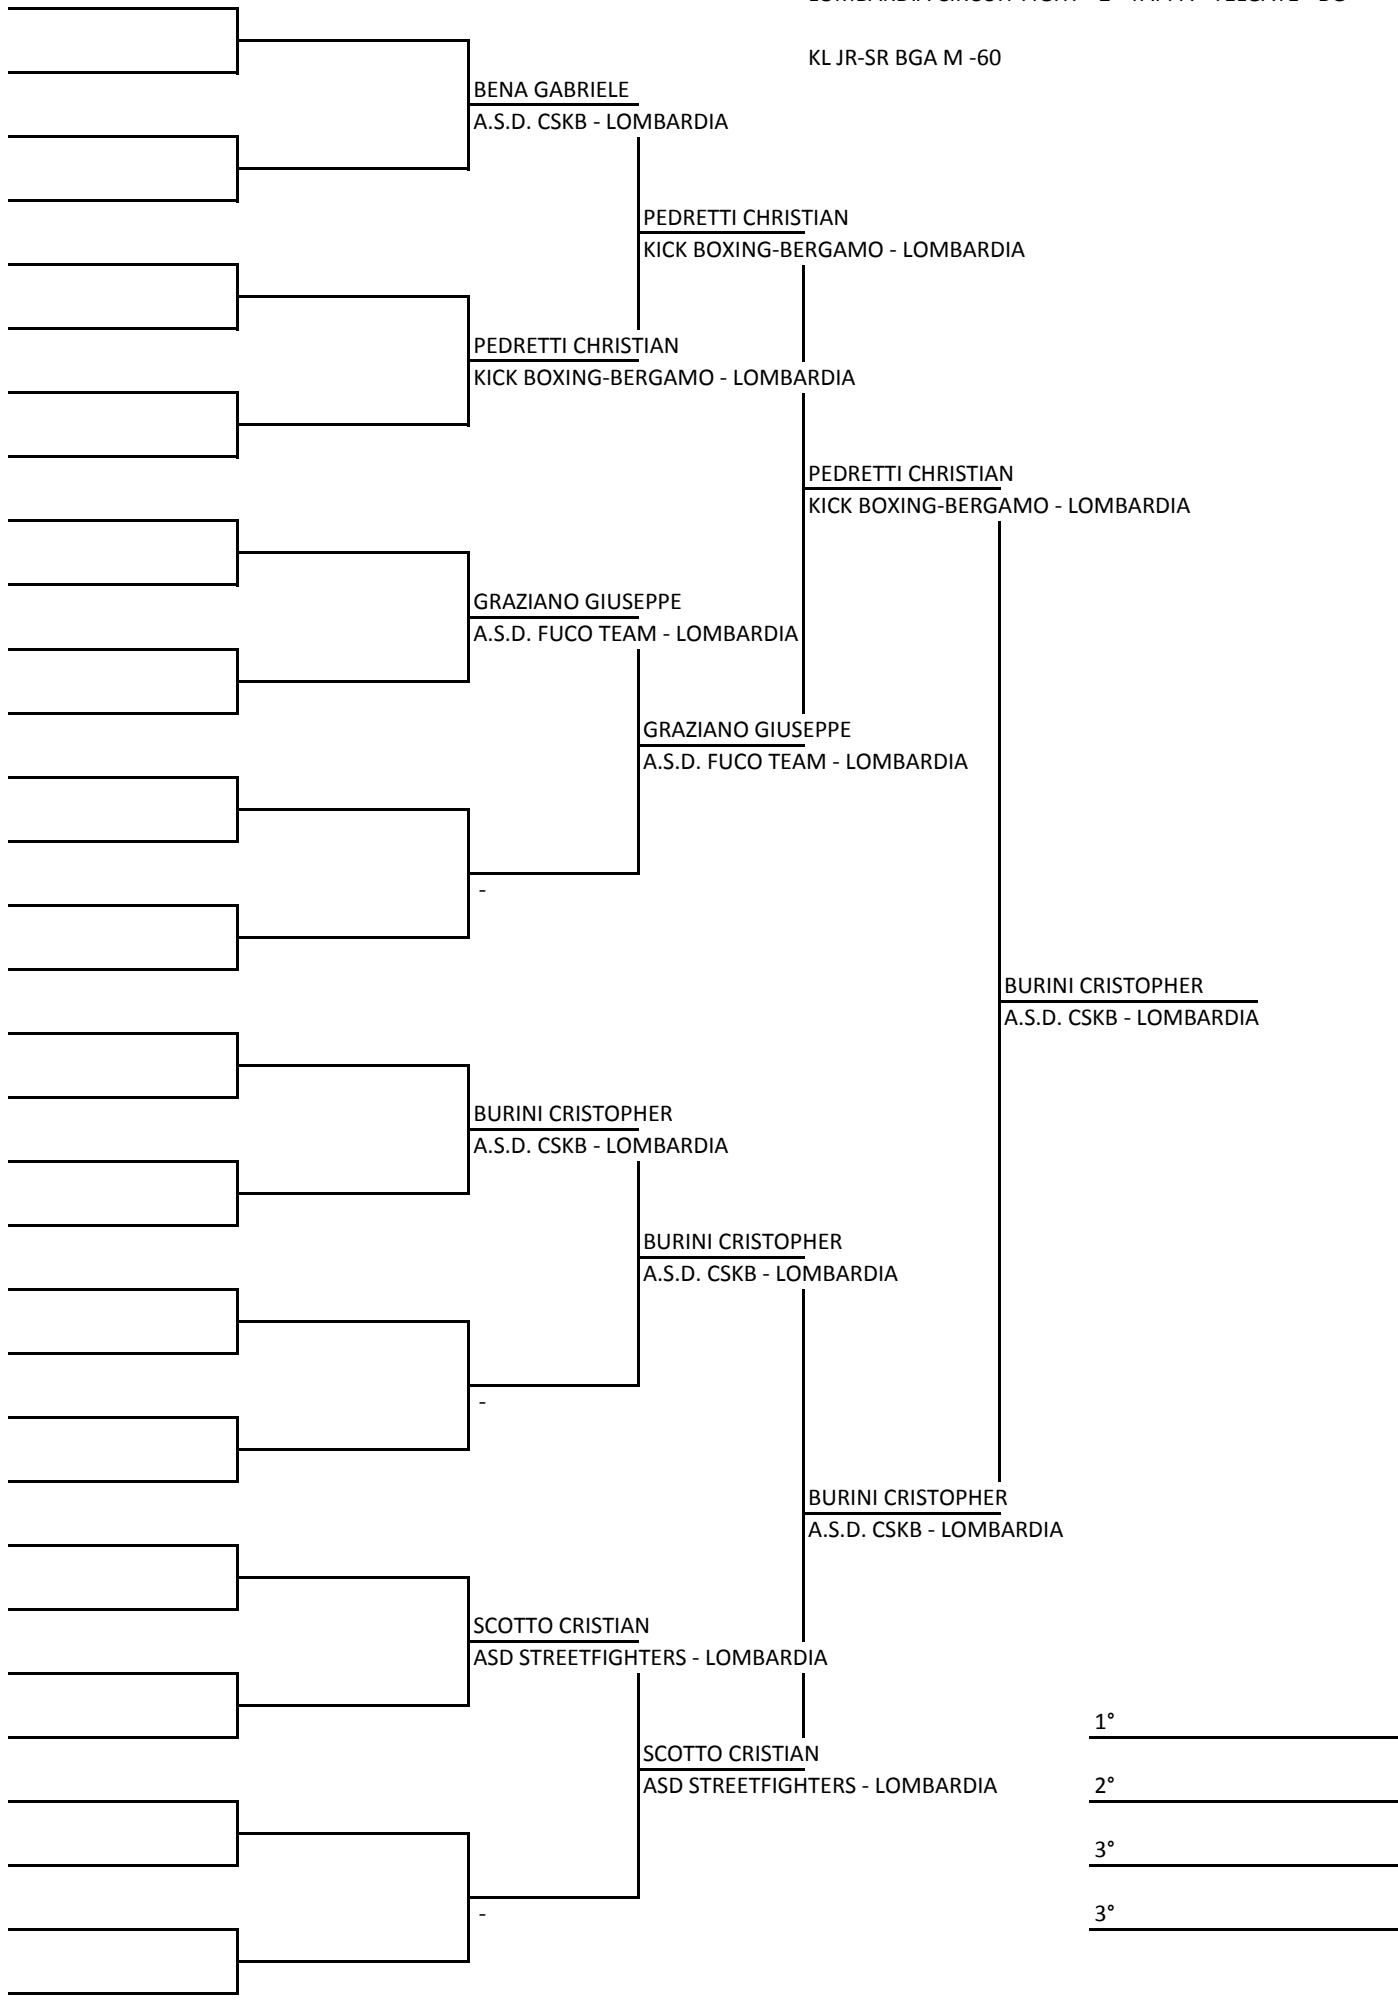 KL JR-SR BGA M -60
BENA GABRIELE
A.S.D. CSKB - LOMBARDIA
PEDRETTI CHRISTIAN
KICK BOXING-BERGAMO - LOMBARDIA
PEDRETTI CHRISTIAN
KICK BOXING-BERGAMO - LOMBARDIA
PEDRETTI CHRISTIAN
KICK BOXING-BERGAMO - LOMBARDIA
GRAZIANO GIUSEPPE
A.S.D. FUCO TEAM - LOMBARDIA
GRAZIANO GIUSEPPE
A.S.D. FUCO TEAM - LOMBARDIA
-
BURINI CRISTOPHER
A.S.D. CSKB - LOMBARDIA
BURINI CRISTOPHER
A.S.D. CSKB - LOMBARDIA
BURINI CRISTOPHER
A.S.D. CSKB - LOMBARDIA
-
BURINI CRISTOPHER
A.S.D. CSKB - LOMBARDIA
SCOTTO CRISTIAN
ASD STREETFIGHTERS - LOMBARDIA
1°
SCOTTO CRISTIAN
ASD STREETFIGHTERS - LOMBARDIA
2°
3°
-
3°